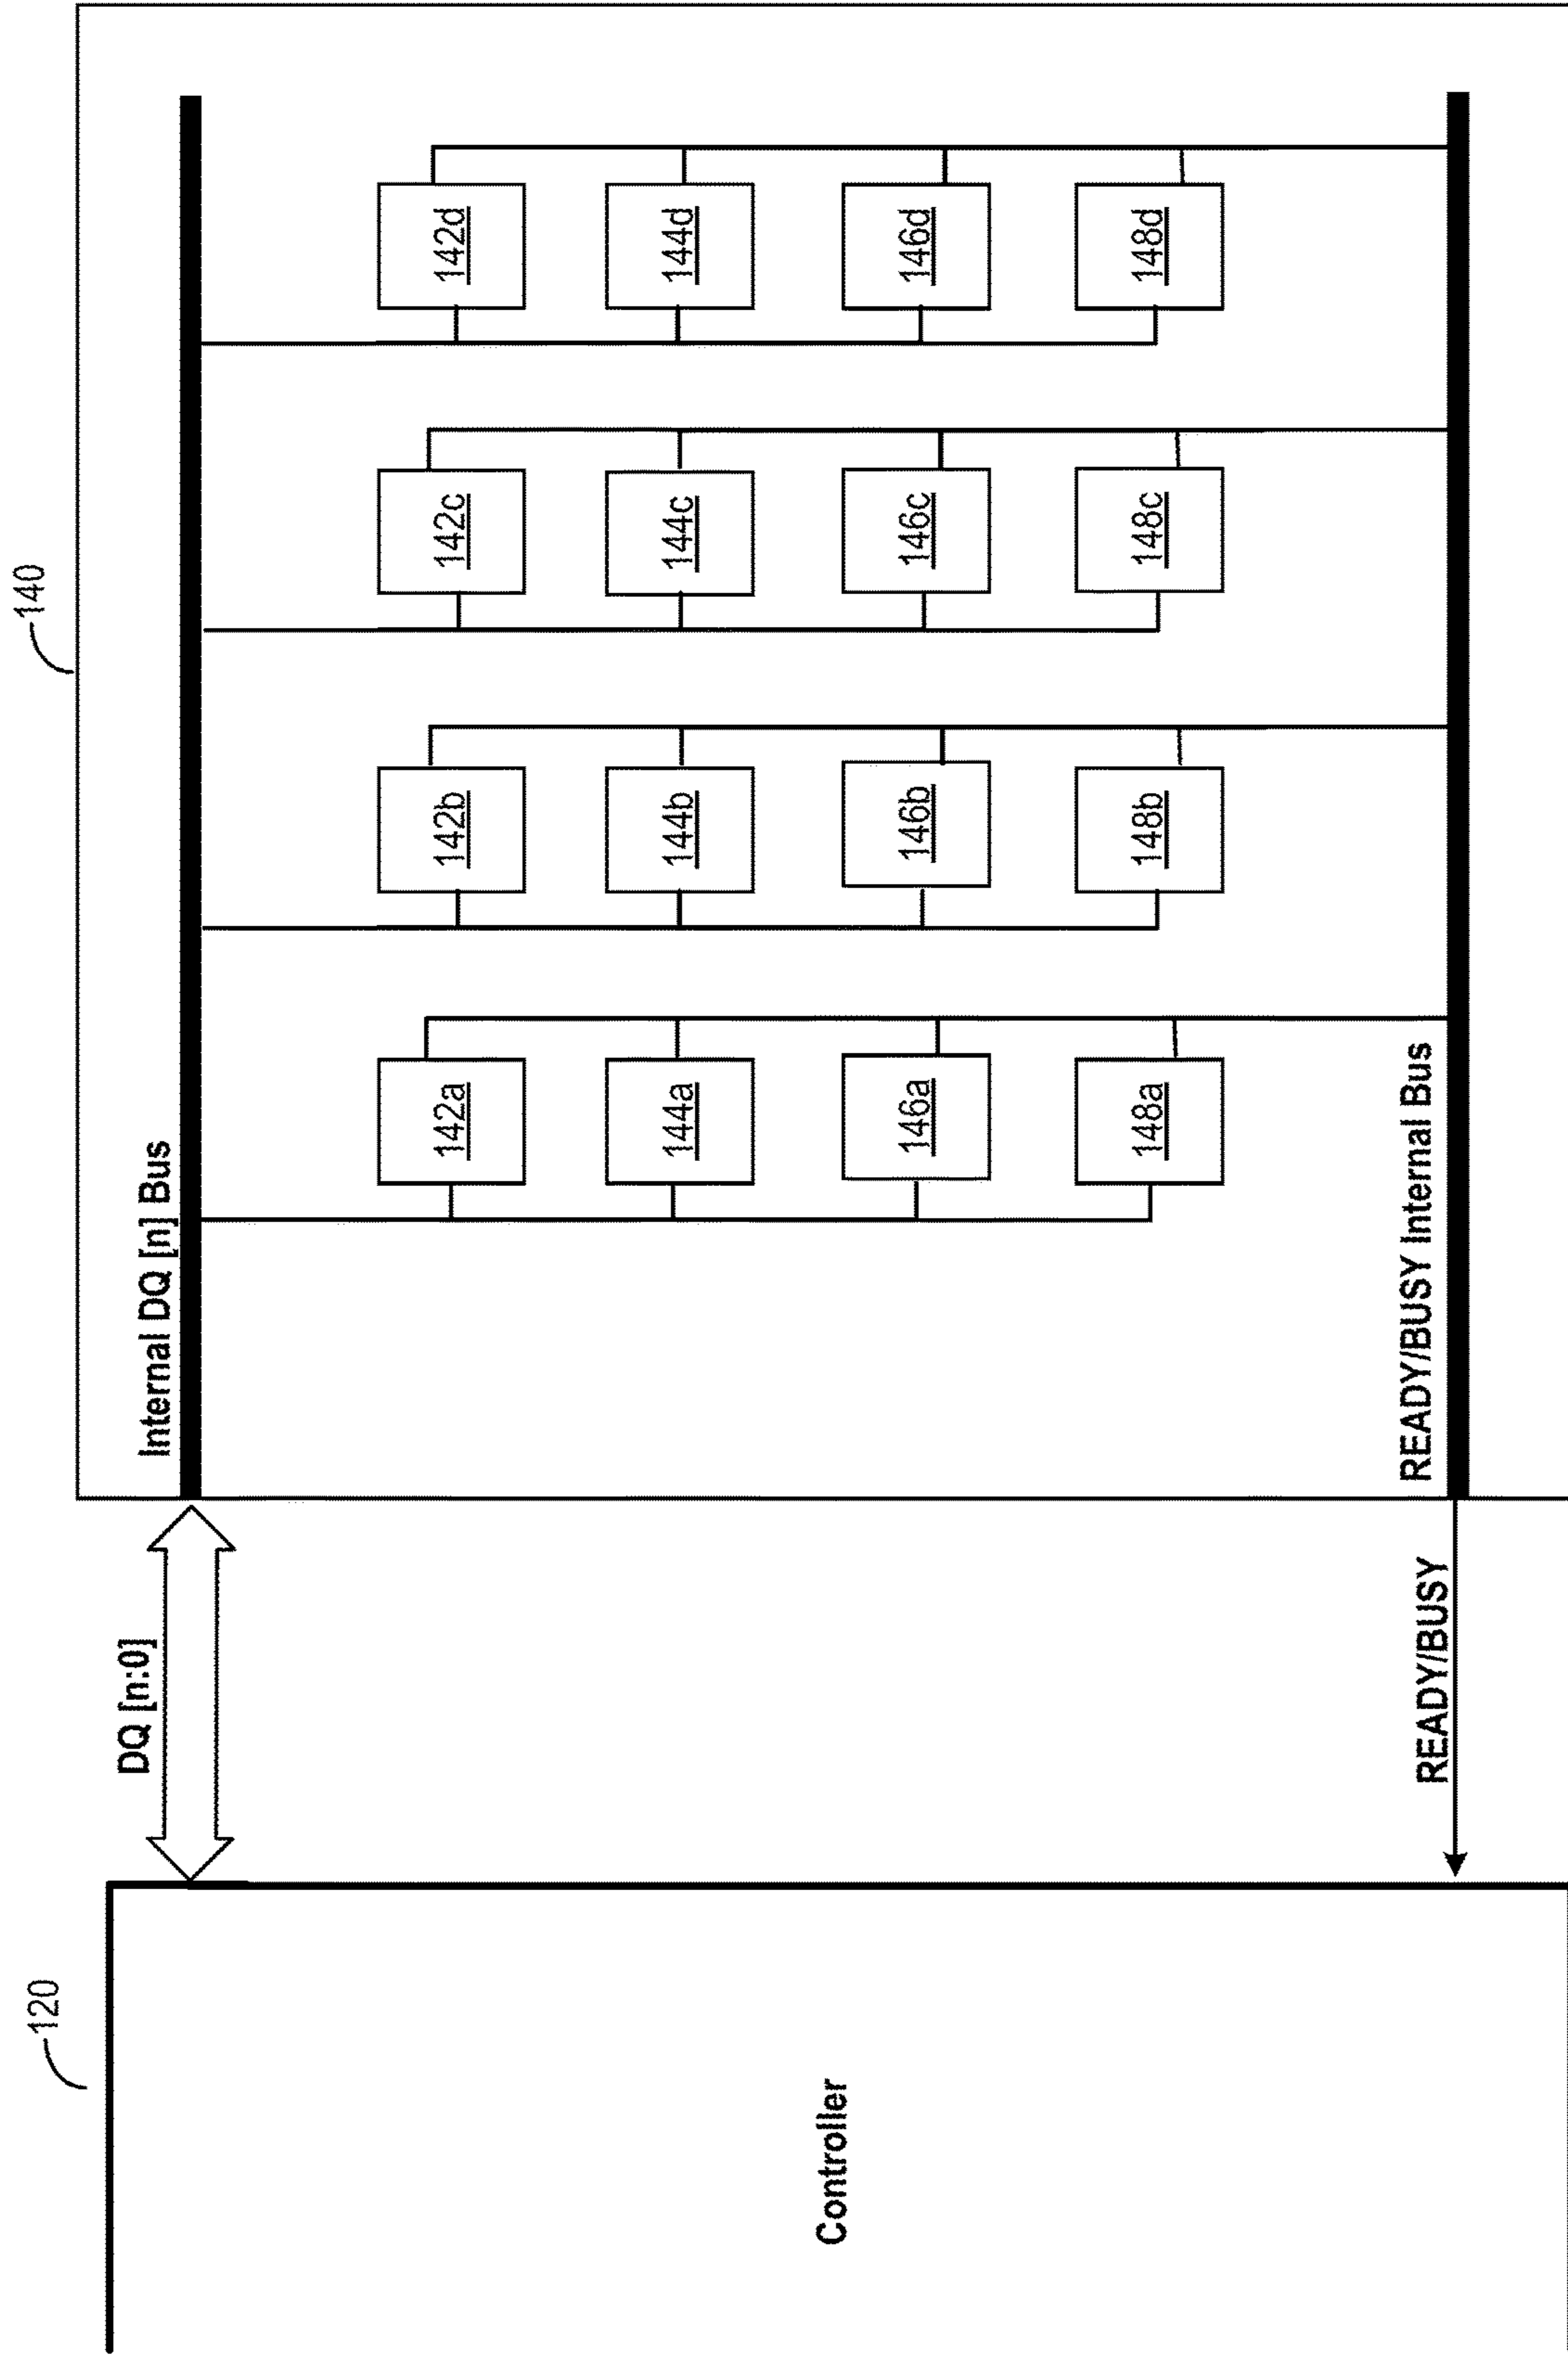 120
140
DQ [n:0]
Internal DQ [n] Bus
142a
142b
142c
142d
144a
144b
144c
144d
Controller
146a
146b
146c
146d
148a
148b
148c
148d
READY/BUSY
READY/BUSY Internal Bus